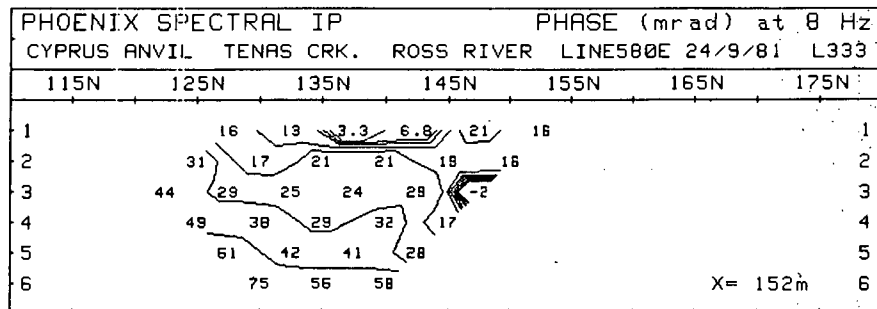 PHOENIX SPECTRAL IP PHASE (mrad) at 8 Hz
CYPRUS ANVIL TENAS CRK. ROSS RIVER LINE580E 24/9/81 L333
115N 125N 135N 145N 155N 165N 175N
1 16 13 3.3 6.8 21 16 1
2 31 17 21 21 19 16 2
3 44 29 25 24 28 -2 3
4 49 38 29 32 17 4
5 61 42 41 28 5
6 75 56 58 X= 152m 6